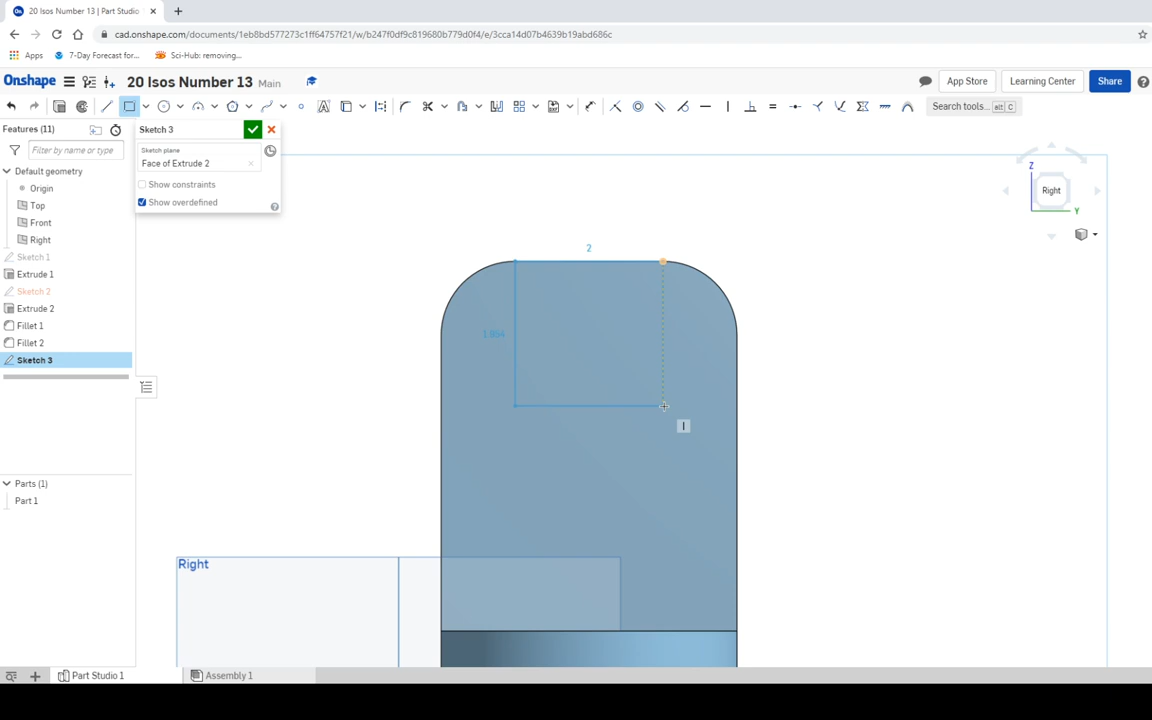 20 Isos Number 13 | Part Studio
cad.onshape.com/documents/1eb8bd577273c1ff64757f21/w/b247f0df9c819680b779d0f4/e/3cca14d07b4639b19abd686c
Apps 7-Day Forecast for... Sci-Hub: removing...
Onshape 20 Isos Number 13 Main App Store Learning Center Share
Search tools... alt C
Features (11)
Filter by name or type
Default geometry
Origin
Top
Front
Right
Sketch 1
Extrude 1
Sketch 2
Extrude 2
Fillet 1
Fillet 2
Sketch 3
Sketch 3
Sketch plane
Face of Extrude 2
Show constraints
Show overdefined
Z
Right
Y
2
Right
Parts (1)
Part 1
Part Studio 1 Assembly 1